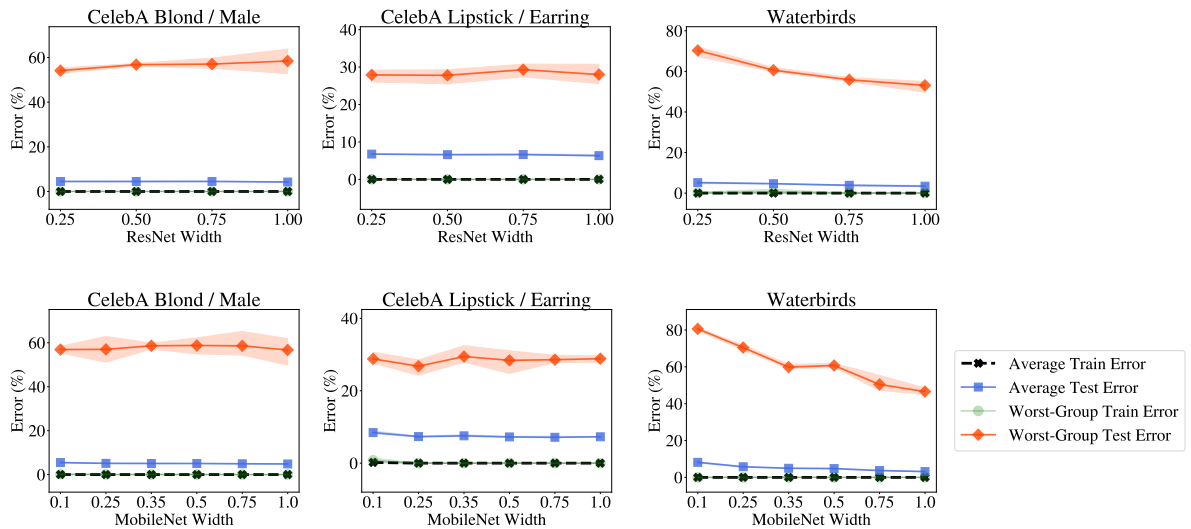 CelebA Blond / Male
Error (%)
60
40
20
0
0.25 0.50 0.75 1.00
ResNet Width
CelebA Lipstick / Earring
Error (%)
40
30
20
10
0
0.25 0.50 0.75 1.00
ResNet Width
Waterbirds
Error (%)
80
60
40
20
0
0.25 0.50 0.75 1.00
ResNet Width
CelebA Blond / Male
Error (%)
60
40
20
0
0.1 0.25 0.35 0.5 0.75 1.0
MobileNet Width
CelebA Lipstick / Earring
Error (%)
40
20
0
0.1 0.25 0.35 0.5 0.75 1.0
MobileNet Width
Waterbirds
Error (%)
80
60
40
20
0
0.1 0.25 0.35 0.5 0.75 1.0
MobileNet Width
Average Train Error
Average Test Error
Worst-Group Train Error
Worst-Group Test Error